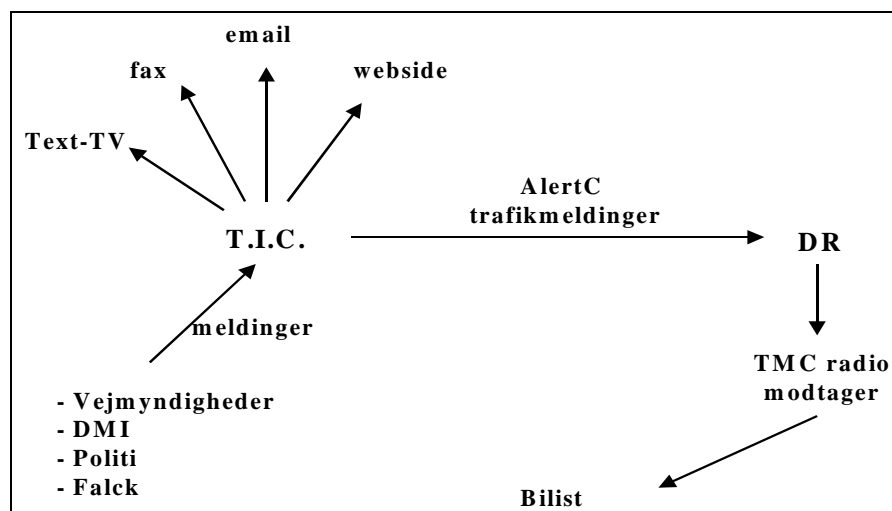 email
fax
webside
Text-TV
AlertC
trafikmeldinger
T.I.C.
DR
meldinger
TMC radio
modtager
- Vejmyndigheder
- DMI
- Politi
- Falck
Bilist